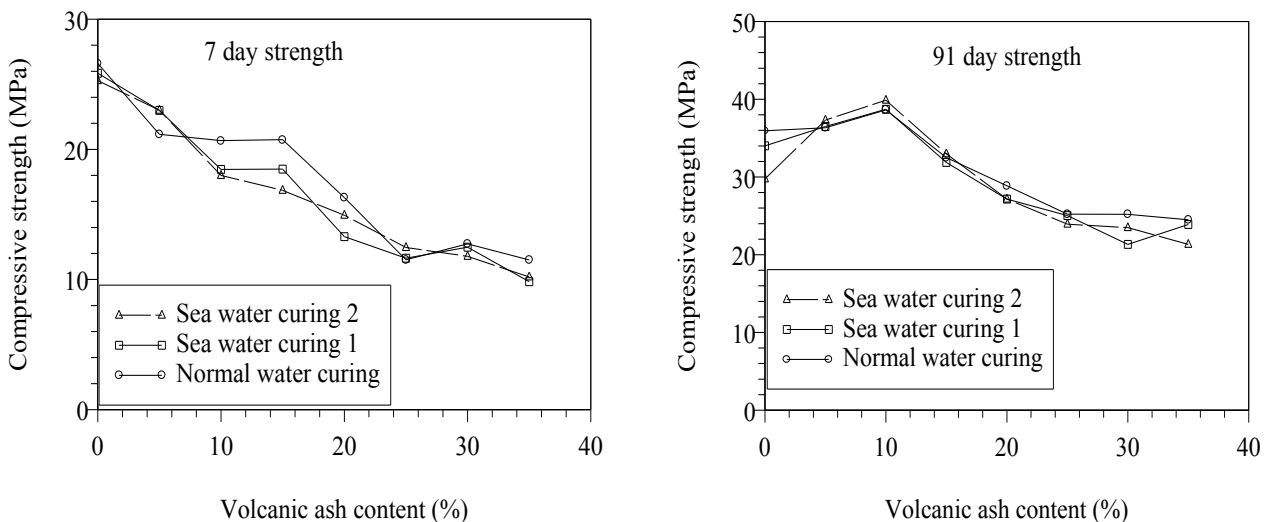 7 day strength
Compressive strength (MPa)
30
20
10
0
Sea water curing 2
Sea water curing 1
Normal water curing
0 10 20 30 40
Volcanic ash content (%)
91 day strength
Compressive strength (MPa)
50
40
30
20
10
0
Sea water curing 2
Sea water curing 1
Normal water curing
0 10 20 30 40
Volcanic ash content (%)